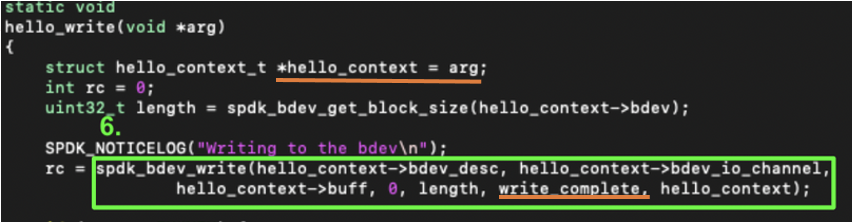 static void
hello_write(void *arg)
{
struct hello_context_t *hello_context = arg;
int rc = 0;
uint32_t length = spdk_bdev_get_block_size(hello_context->bdev);
6.
SPDK_NOTICELOG("Writing to the bdev\n");
rc = spdk_bdev_write(hello_context->bdev_desc, hello_context->bdev_io_channel,
hello_context->buff, 0, length, write_complete, hello_context);